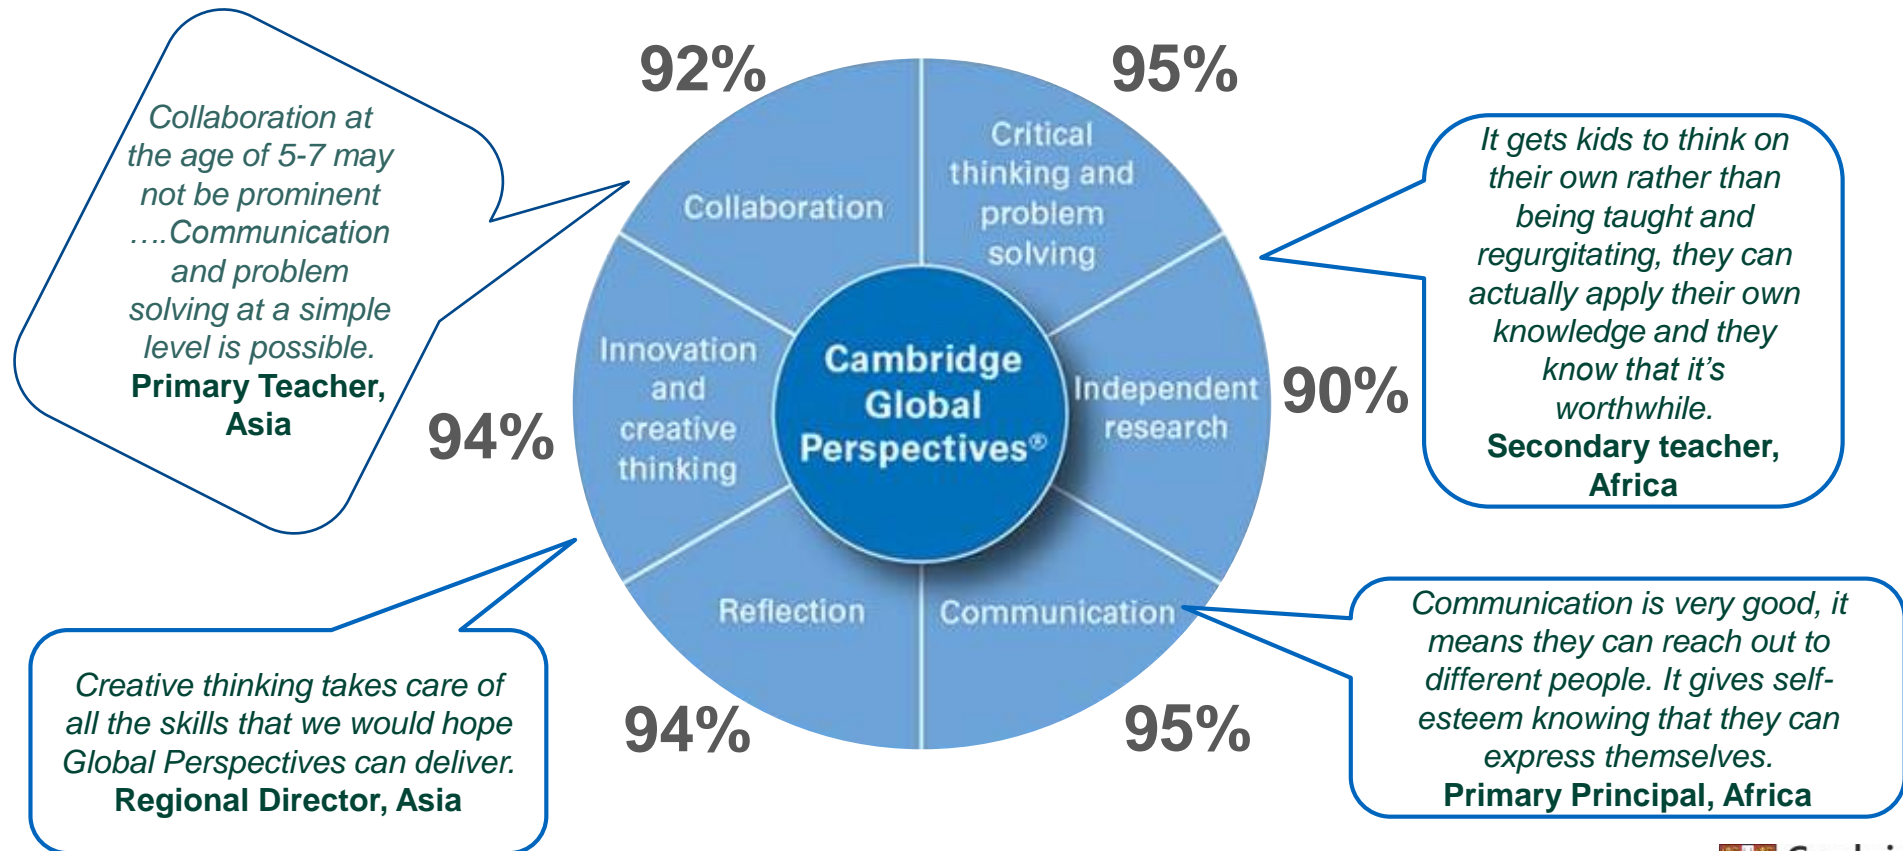 92%
95%
Collaboration at
the age of 5-7 may
not be prominent
….Communication
and problem
solving at a simple
level is possible.
Primary Teacher,
Asia
Collaboration
Critical
thinking and
problem
solving
It gets kids to think on
their own rather than
being taught and
regurgitating, they can
actually apply their own
knowledge and they
know that it's
worthwhile.
Secondary teacher,
Africa
94%
Innovation
and
creative
thinking
Cambridge
Global
Perspectives®
Independent
research
90%
Reflection
Communication
Creative thinking takes care of
all the skills that we would hope
Global Perspectives can deliver.
Regional Director, Asia
94%
95%
Communication is very good, it
means they can reach out to
different people. It gives self-
esteem knowing that they can
express themselves.
Primary Principal, Africa